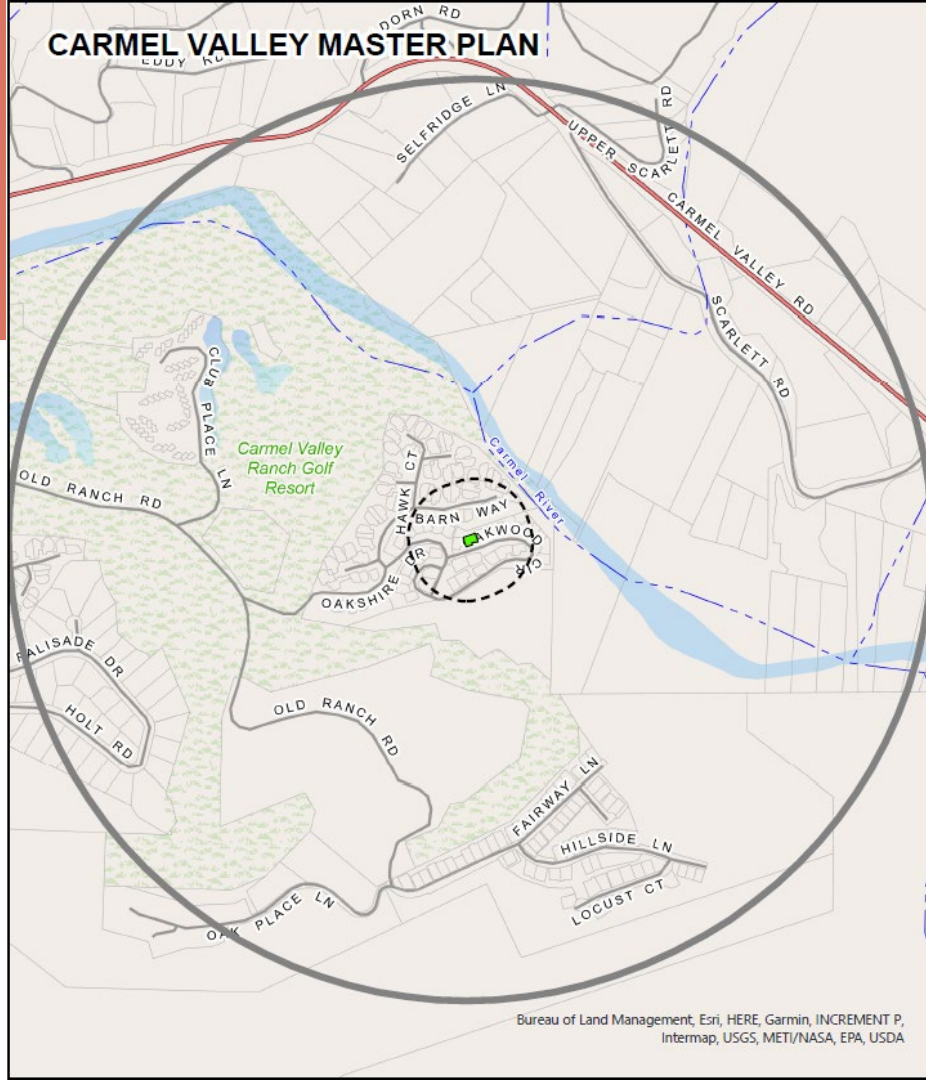 DORN RD
CARMEL VALLEY MASTER PLAN
EDDY RD
SELFRIDGE LN
UPPER SCARLETT RD
CARMEL VALLEY RD
SCARLETT RD
CLUB PLACE LN
Carmel Valley
Ranch Golf
Resort
OLD RANCH RD
HAWK CT
Carmel River
BARN WAY
OAKWOOD CIR
OAKSHIRE DR
PALISADE DR
HOLT RD
OLD RANCH RD
FAIRWAY LN
HILLSIDE LN
LOCUST CT
OAK PLACE LN
Bureau of Land Management, Esri, HERE, Garmin, INCREMENT P,
Intermap, USGS, METI/NASA, EPA, USDA